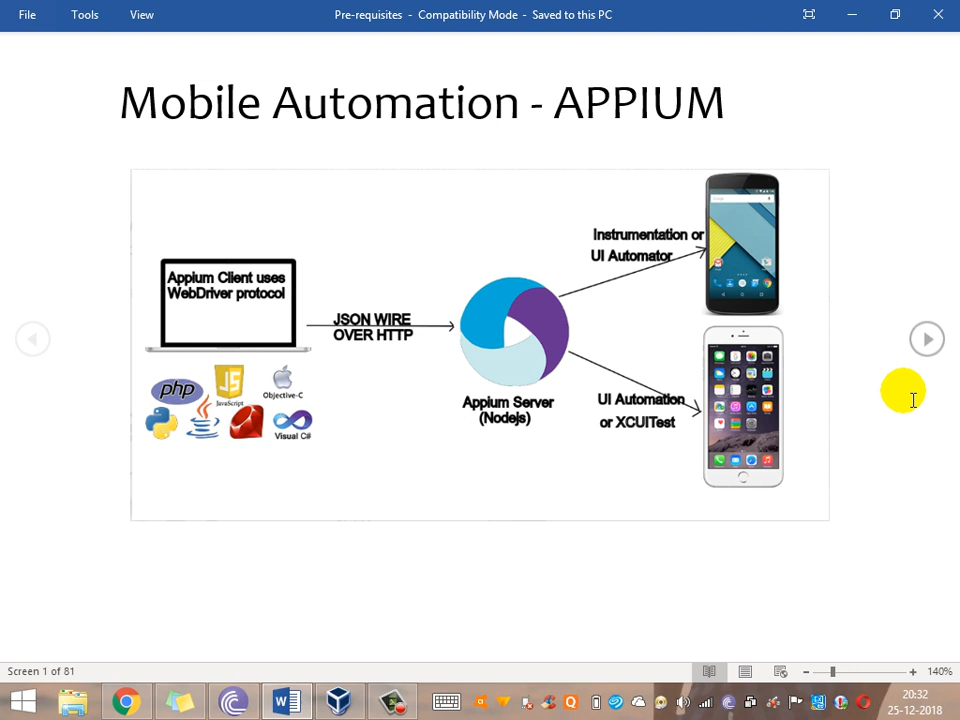 File Tools View Pre-requisites - Compatibility Mode - Saved to this PC
Mobile Automation - APPIUM
Instrumentation or
UI Automator
Appium Client uses
WebDriver protocol
JSON WIRE
OVER HTTP
php
JS
JavaScript
Objective-C
Java
Visual C#
Appium Server
(Nodejs)
UI Automation
or XCUITest
Screen 1 of 81
140%
20:32
25-12-2018